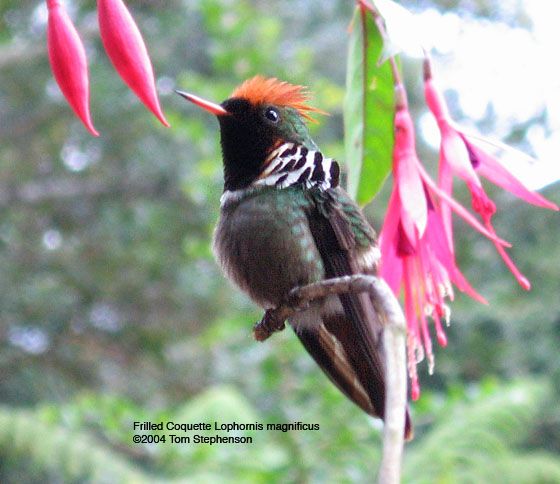 Frilled Coquette Lophornis magnificus
©2004 Tom Stephenson